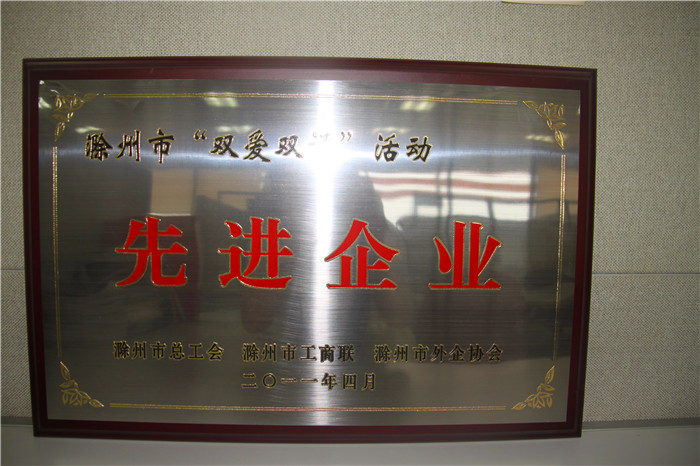 滁州市“双爱双评”活动
先进企业
滁州市总工会 滁州市工商联 滁州市外企协会
二〇一一年四月